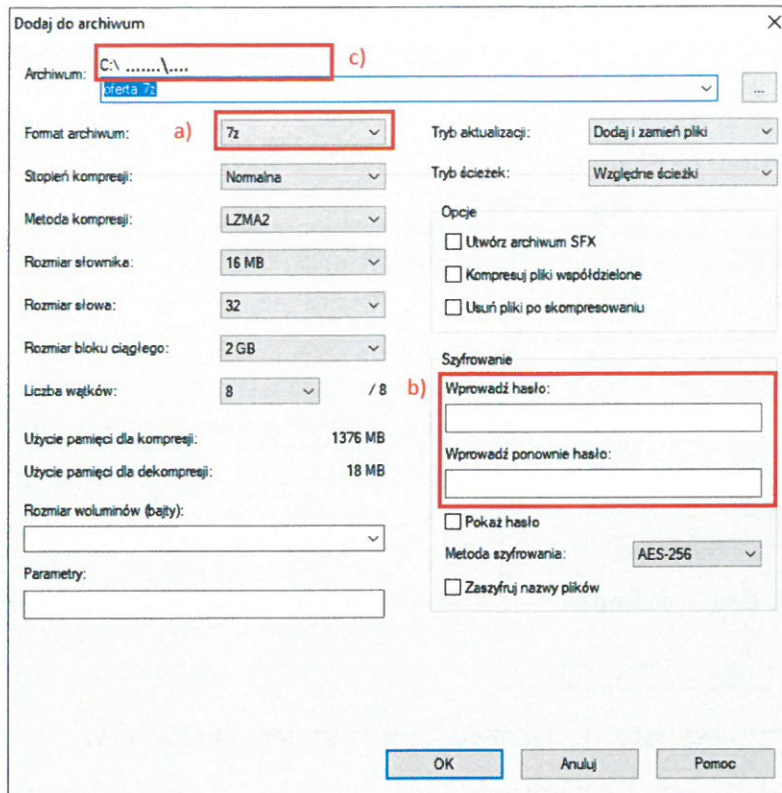 Dodaj do archiwum
Archiwum: C:\ .......\.... c)
oferta.7z ...
Format archiwum: a) 7z
Stopień kompresji: Normalna
Metoda kompresji: LZMA2
Rozmiar słownika: 16 MB
Rozmiar słowa: 32
Rozmiar bloku ciągłego: 2 GB
Liczba wątków: 8 / 8
Użycie pamięci dla kompresji: 1376 MB
Użycie pamięci dla dekompresji: 18 MB
Rozmiar woluminów (bajty):
Parametry:
Tryb aktualizacji: Dodaj i zamień pliki
Tryb ścieżek: Względne ścieżki
Opcje
Utwórz archiwum SFX
Kompresuj pliki współdzielone
Usuń pliki po skompresowaniu
Szyfrowanie
b) Wprowadź hasło:
Wprowadź ponownie hasło:
Pokaż hasło
Metoda szyfrowania: AES-256
Zaszyfruj nazwy plików
OK Anuluj Pomoc